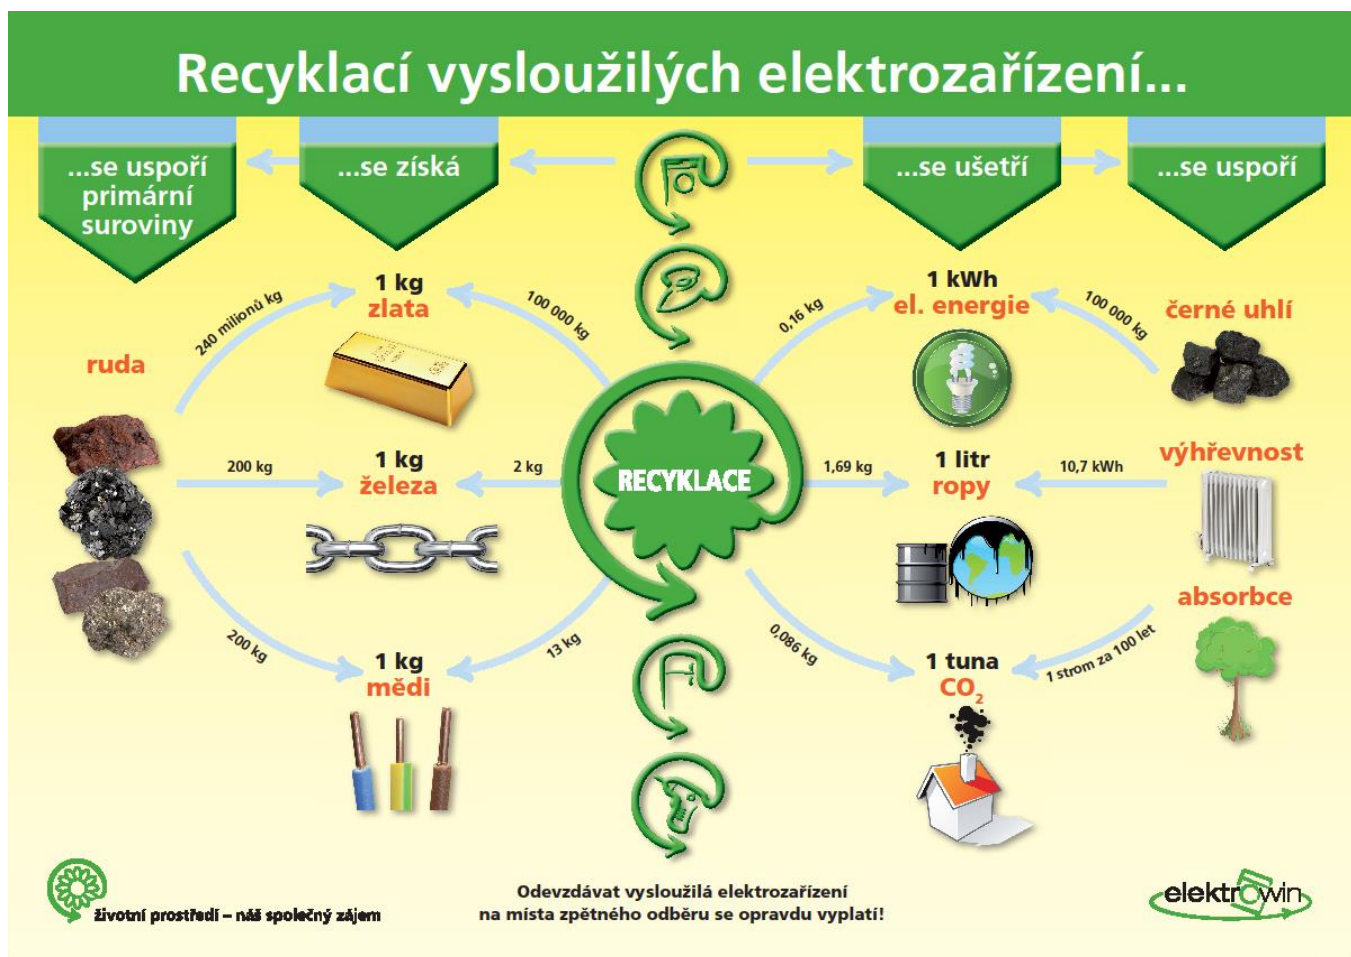 Recyklací vysloužilých elektrozařízení...
...se uspoří
primární
suroviny
...se získá
...se ušetří
...se uspoří
ruda
240 milionů kg
1 kg
zlata
100 000 kg
200 kg
1 kg
železa
2 kg
200 kg
1 kg
mědi
13 kg
RECYKLACE
0,16 kg
1 kWh
el. energie
100 000 kg
černé uhlí
1,69 kg
1 litr
ropy
10,7 kWh
výhřevnost
0,086 kg
1 tuna
CO₂
1 strom za 100 let
absorbce
životní prostředí – náš společný zájem
Odevzdávat vysloužilá elektrozařízení
na místa zpětného odběru se opravdu vyplatí!
elektrowin